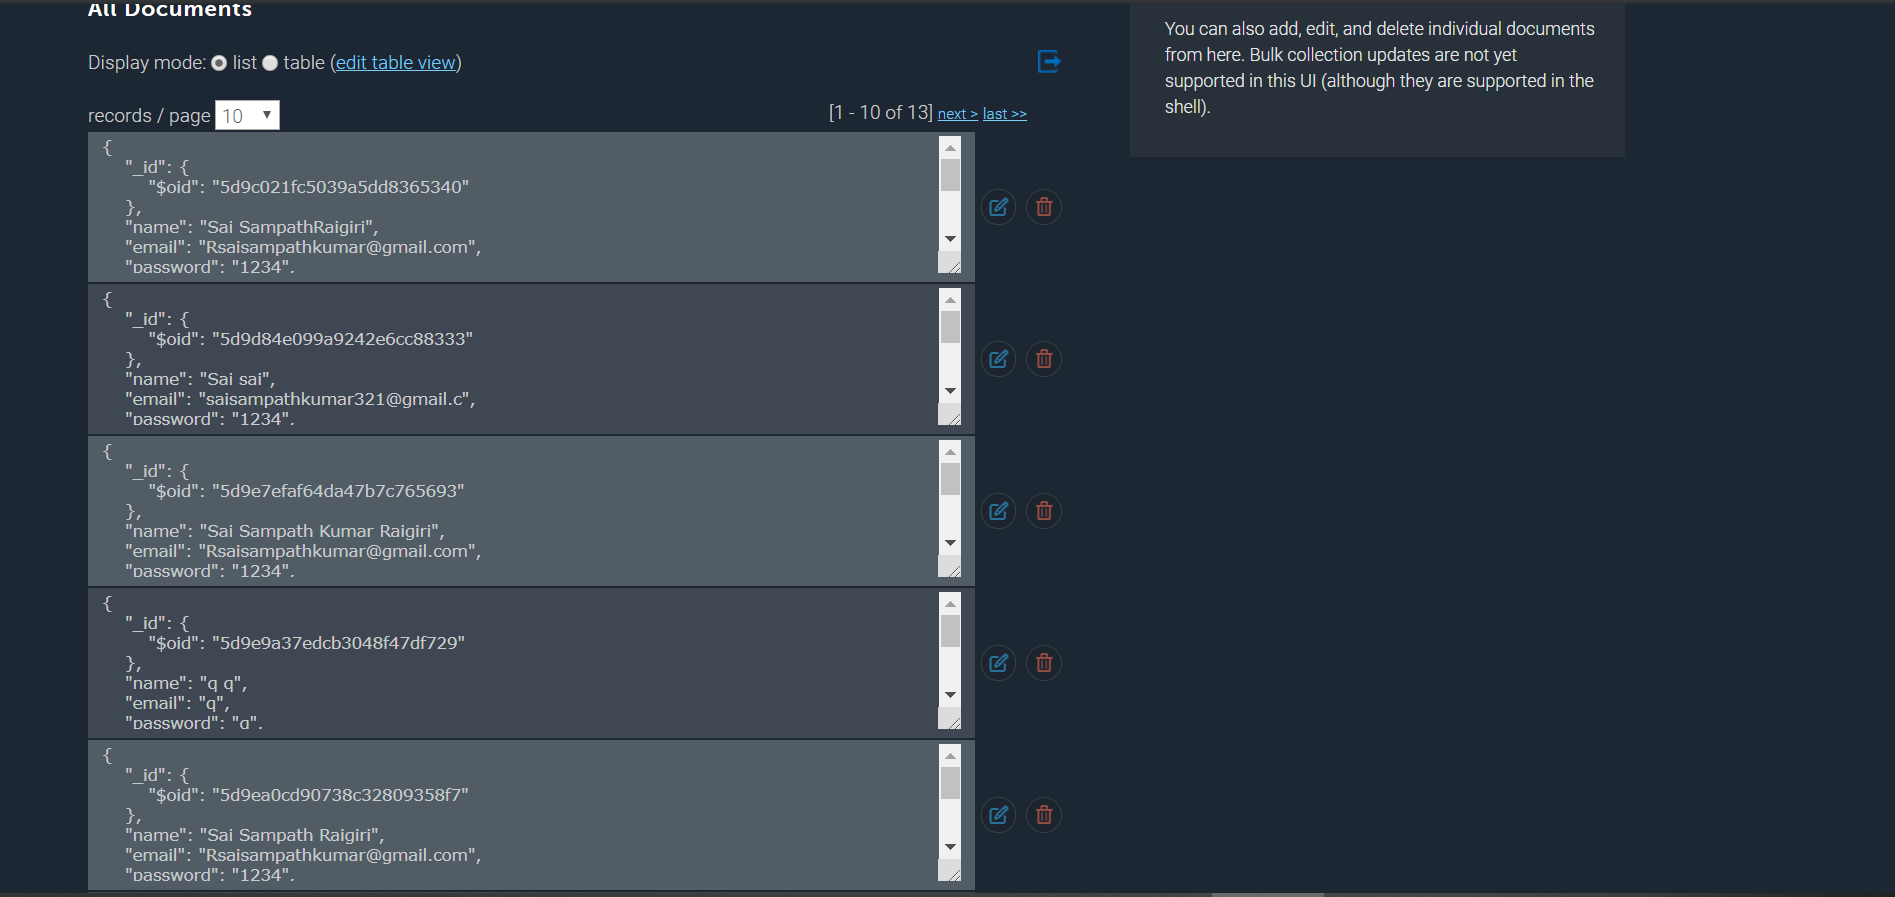 All Documents
Display mode: list table (edit table view)
records / page 10
[1 - 10 of 13] next > last >>
{
"_id": {
"$oid": "5d9c021fc5039a5dd8365340"
},
"name": "Sai SampathRaigiri",
"email": "Rsaisampathkumar@gmail.com",
"password": "1234",
{
"_id": {
"$oid": "5d9d84e099a9242e6cc88333"
},
"name": "Sai sai",
"email": "saisampathkumar321@gmail.c",
"password": "1234",
{
"_id": {
"$oid": "5d9e7efaf64da47b7c765693"
},
"name": "Sai Sampath Kumar Raigiri",
"email": "Rsaisampathkumar@gmail.com",
"password": "1234",
{
"_id": {
"$oid": "5d9e9a37edcb3048f47df729"
},
"name": "q q",
"email": "q",
"password": "q",
{
"_id": {
"$oid": "5d9ea0cd90738c32809358f7"
},
"name": "Sai Sampath Raigiri",
"email": "Rsaisampathkumar@gmail.com",
"password": "1234",
You can also add, edit, and delete individual documents
from here. Bulk collection updates are not yet
supported in this UI (although they are supported in the
shell).